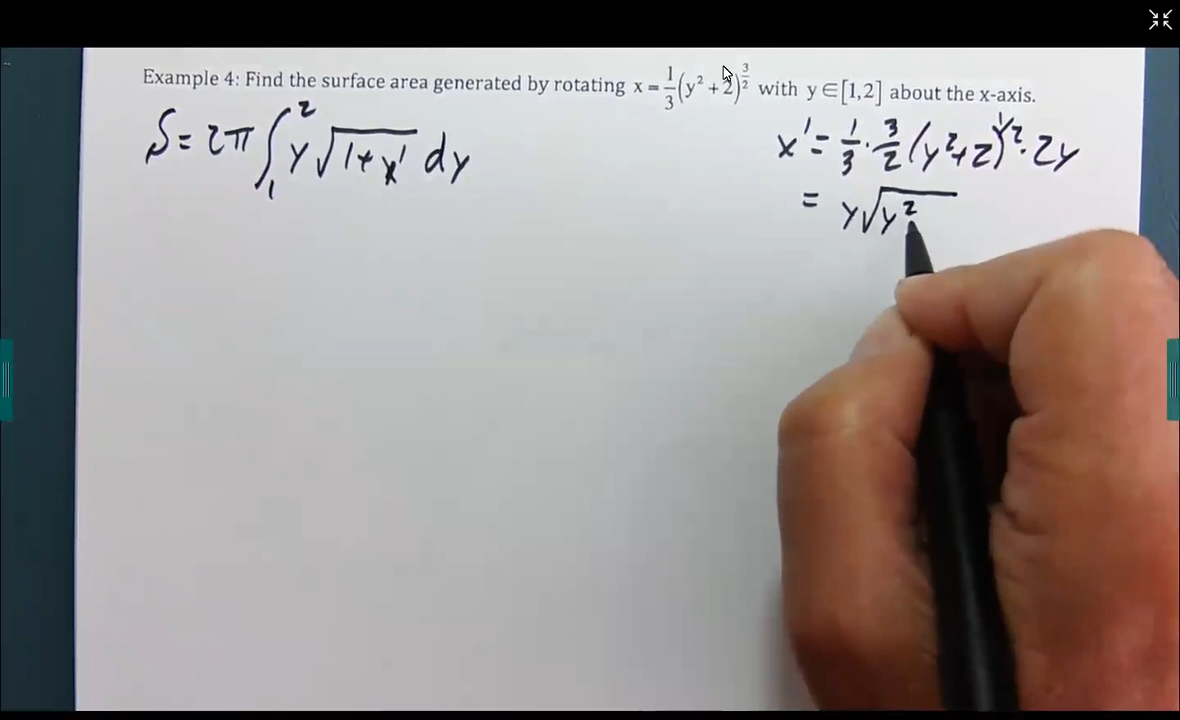 Example 4: Find the surface area generated by rotating x = 1/3(y² + 2)^(3/2) with y ∈ [1,2] about the x-axis.
S = 2π ∫₁² y √(1 + x') dy
x' = 1/3 · 3/2 (y² + 2)^(1/2) · 2y
= y√(y²